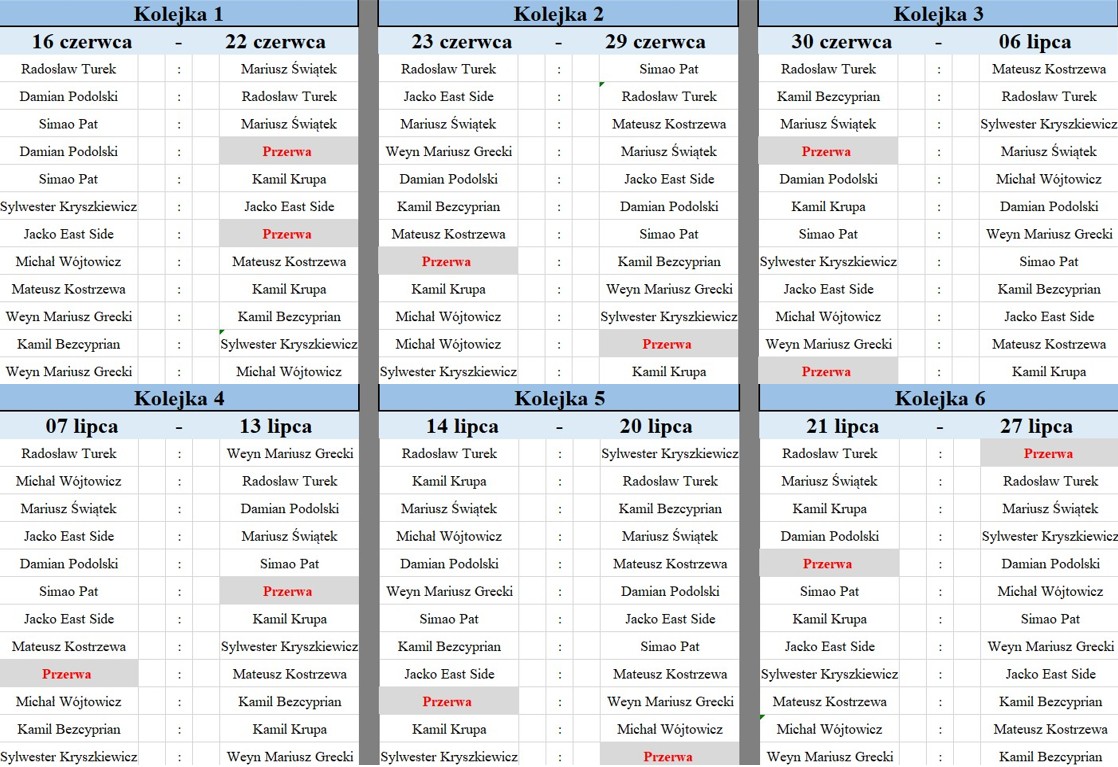 Kolejka 1
16 czerwca - 22 czerwca
Radosław Turek : Mariusz Świątek
Damian Podolski : Radosław Turek
Simao Pat : Mariusz Świątek
Damian Podolski : Przerwa
Simao Pat : Kamil Krupa
Sylwester Kryszkiewicz : Jacko East Side
Jacko East Side : Przerwa
Michał Wójtowicz : Mateusz Kostrzewa
Mateusz Kostrzewa : Kamil Krupa
Weyn Mariusz Grecki : Kamil Bezcyprian
Kamil Bezcyprian : Sylwester Kryszkiewicz
Weyn Mariusz Grecki : Michał Wójtowicz
Kolejka 2
23 czerwca - 29 czerwca
Radosław Turek : Simao Pat
Jacko East Side : Radosław Turek
Mariusz Świątek : Mateusz Kostrzewa
Weyn Mariusz Grecki : Mariusz Świątek
Damian Podolski : Jacko East Side
Kamil Bezcyprian : Damian Podolski
Mateusz Kostrzewa : Simao Pat
Przerwa : Kamil Bezcyprian
Kamil Krupa : Weyn Mariusz Grecki
Michał Wójtowicz : Sylwester Kryszkiewicz
Michał Wójtowicz : Przerwa
Sylwester Kryszkiewicz : Kamil Krupa
Kolejka 3
30 czerwca - 06 lipca
Radosław Turek : Mateusz Kostrzewa
Kamil Bezcyprian : Radosław Turek
Mariusz Świątek : Sylwester Kryszkiewicz
Przerwa : Mariusz Świątek
Damian Podolski : Michał Wójtowicz
Kamil Krupa : Damian Podolski
Simao Pat : Weyn Mariusz Grecki
Sylwester Kryszkiewicz : Simao Pat
Jacko East Side : Kamil Bezcyprian
Michał Wójtowicz : Jacko East Side
Weyn Mariusz Grecki : Mateusz Kostrzewa
Przerwa : Kamil Krupa
Kolejka 4
07 lipca - 13 lipca
Radosław Turek : Weyn Mariusz Grecki
Michał Wójtowicz : Radosław Turek
Mariusz Świątek : Damian Podolski
Jacko East Side : Mariusz Świątek
Damian Podolski : Simao Pat
Simao Pat : Przerwa
Jacko East Side : Kamil Krupa
Mateusz Kostrzewa : Sylwester Kryszkiewicz
Przerwa : Mateusz Kostrzewa
Michał Wójtowicz : Kamil Bezcyprian
Kamil Bezcyprian : Kamil Krupa
Sylwester Kryszkiewicz : Weyn Mariusz Grecki
Kolejka 5
14 lipca - 20 lipca
Radosław Turek : Sylwester Kryszkiewicz
Kamil Krupa : Radosław Turek
Mariusz Świątek : Kamil Bezcyprian
Michał Wójtowicz : Mariusz Świątek
Damian Podolski : Mateusz Kostrzewa
Weyn Mariusz Grecki : Damian Podolski
Simao Pat : Jacko East Side
Kamil Bezcyprian : Simao Pat
Jacko East Side : Mateusz Kostrzewa
Przerwa : Weyn Mariusz Grecki
Kamil Krupa : Michał Wójtowicz
Sylwester Kryszkiewicz : Przerwa
Kolejka 6
21 lipca - 27 lipca
Radosław Turek : Przerwa
Mariusz Świątek : Radosław Turek
Kamil Krupa : Mariusz Świątek
Damian Podolski : Sylwester Kryszkiewicz
Przerwa : Damian Podolski
Simao Pat : Michał Wójtowicz
Kamil Krupa : Simao Pat
Jacko East Side : Weyn Mariusz Grecki
Sylwester Kryszkiewicz : Jacko East Side
Mateusz Kostrzewa : Kamil Bezcyprian
Michał Wójtowicz : Mateusz Kostrzewa
Weyn Mariusz Grecki : Kamil Bezcyprian